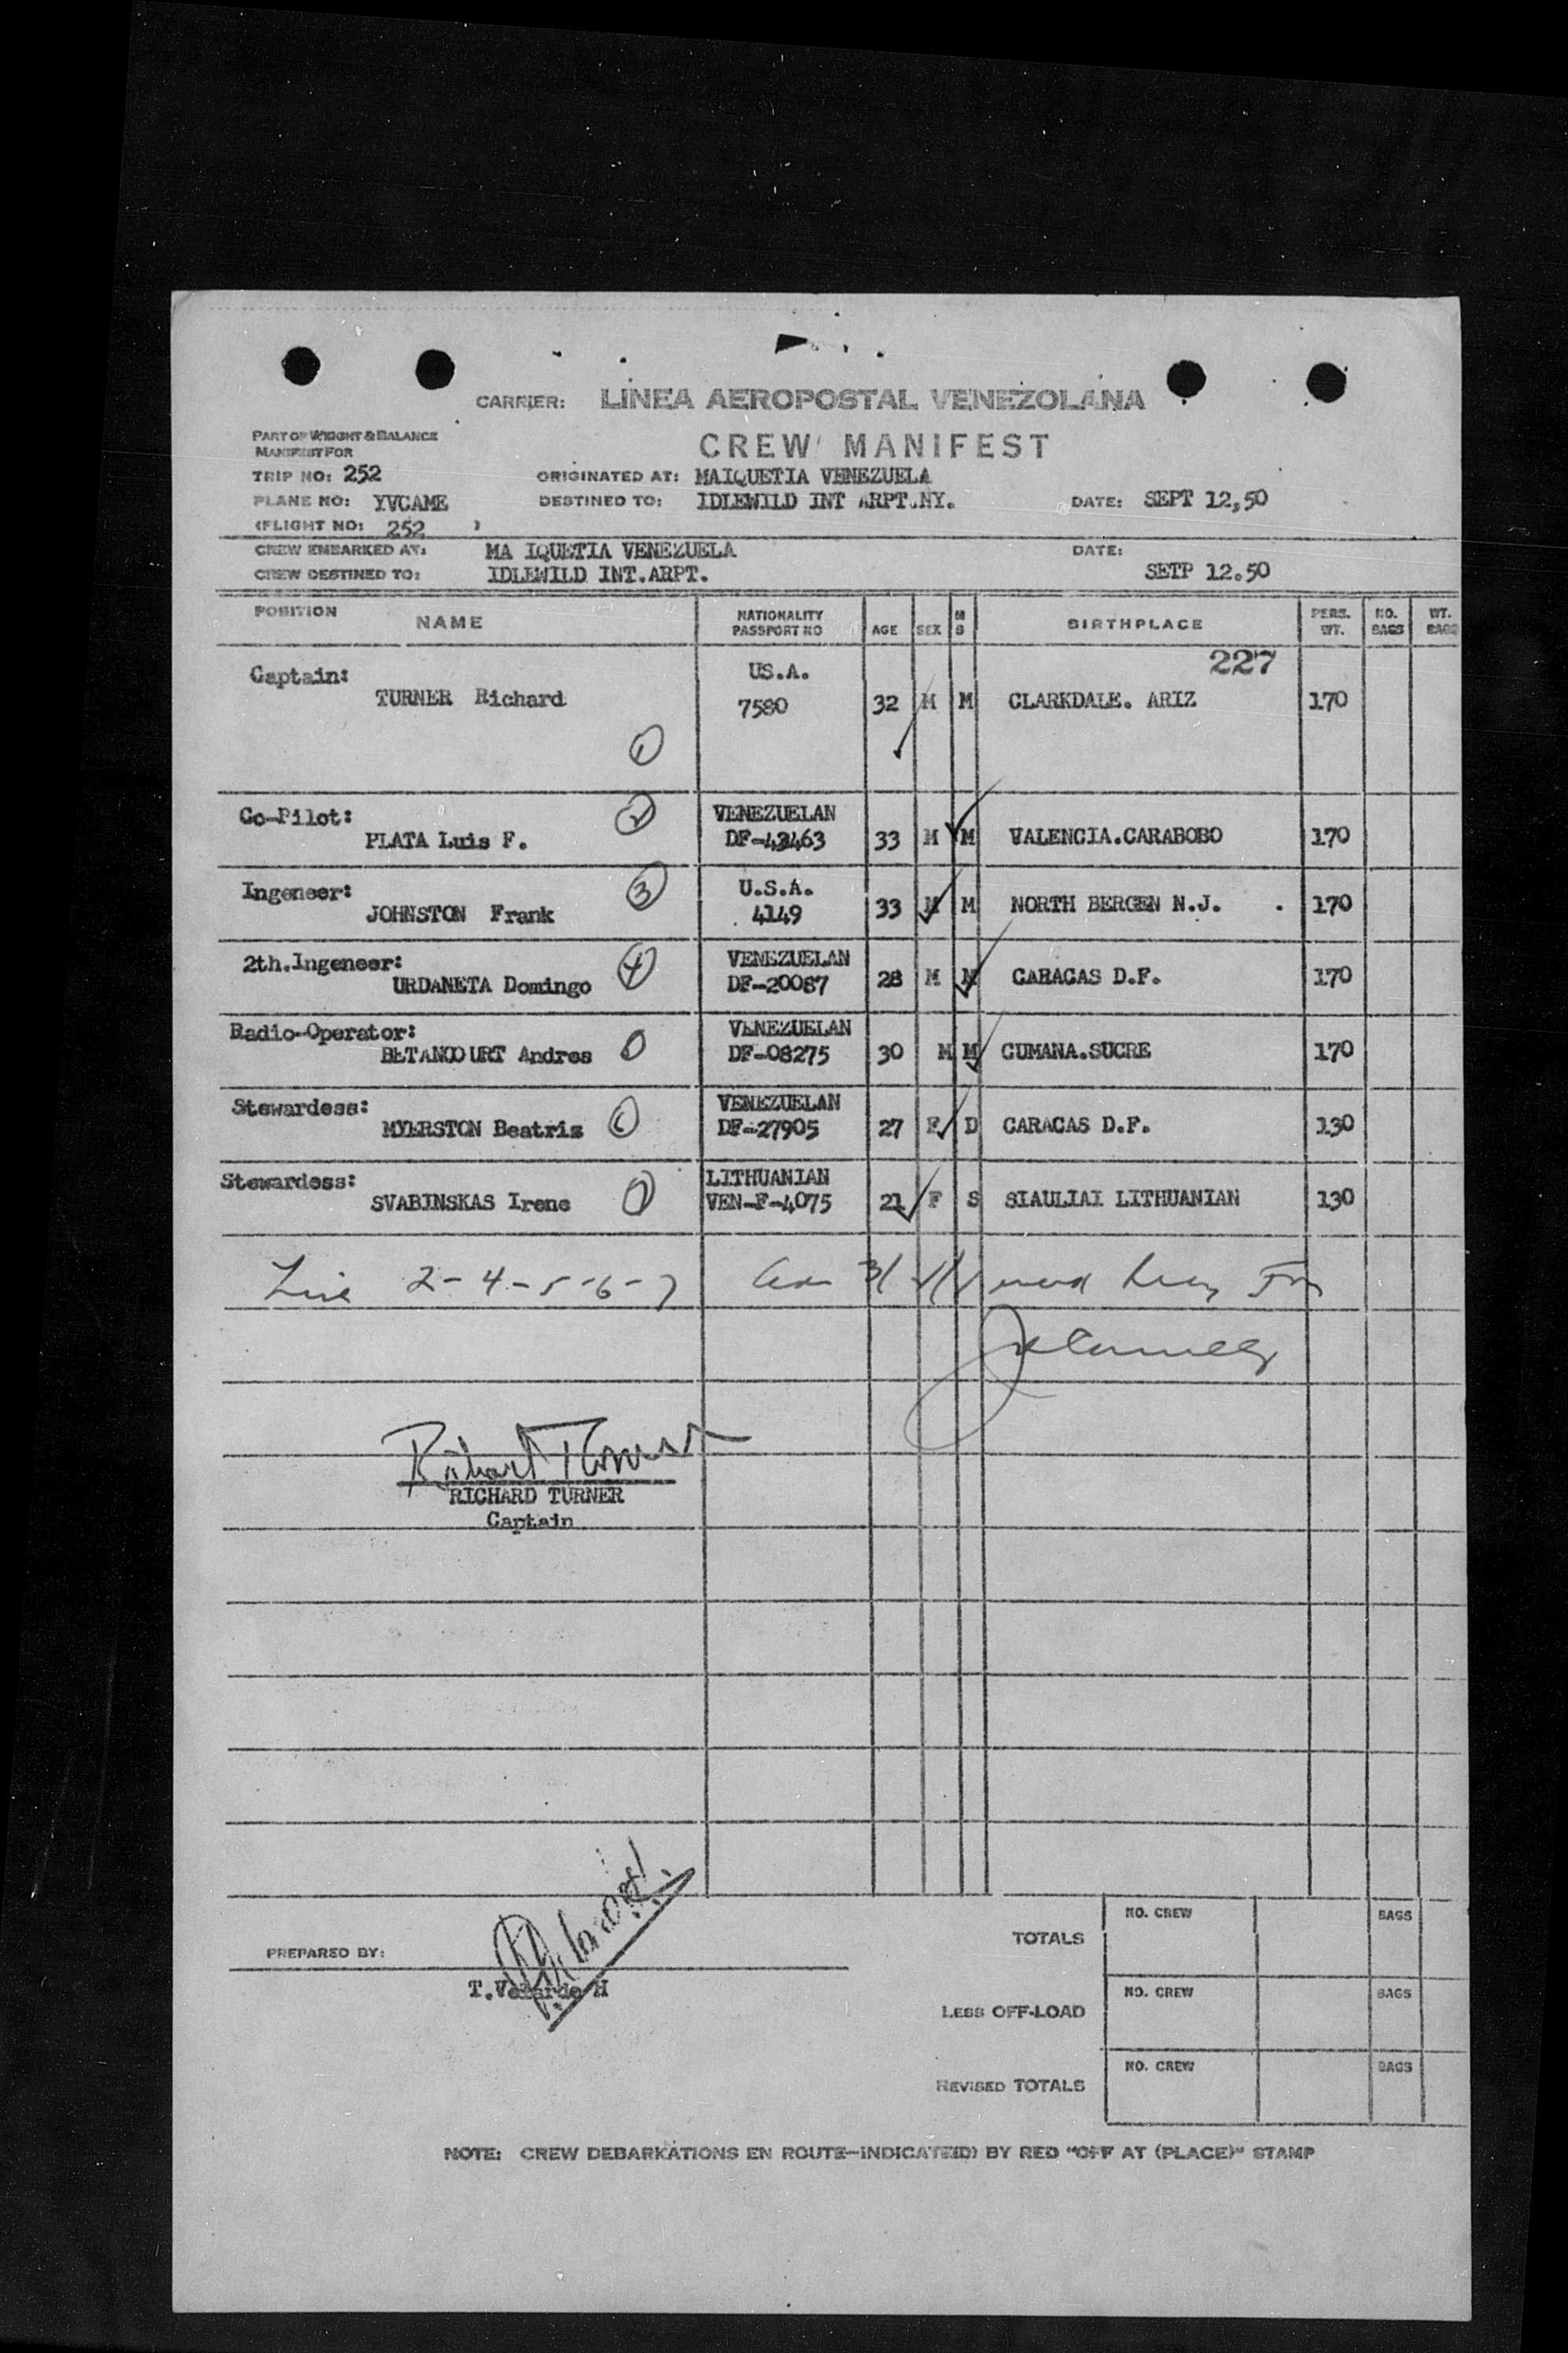 CARRIER: LINEA AEROPOSTAL VENEZOLANA
PART OF WEIGHT & BALANCE
MANIFEST FOR
CREW MANIFEST
TRIP NO: 252 ORIGINATED AT: MAIQUETIA VENEZUELA
PLANE NO: YVCAME DESTINED TO: IDLEWILD INT ARPT.NY. DATE: SEPT 12,50
(FLIGHT NO: 252 )
CREW EMBARKED AT: MA IQUETIA VENEZUELA DATE:
CREW DESTINED TO: IDLEWILD INT.ARPT. SETP 12.50
POSITION NAME NATIONALITY PASSPORT NO AGE SEX M S BIRTHPLACE PERS. WT. NO. BAGS WT. BAGS
227
Captain: US.A.
TURNER Richard 7580 32 M M CLARKDALE. ARIZ 170
1
Co-Pilot: 2 VENEZUELAN
PLATA Luis F. DF-43463 33 M M VALENCIA.CARABOBO 170
Ingeneer: 3 U.S.A.
JOHNSTON Frank 4149 33 M M NORTH BERGEN N.J. . 170
2th.Ingeneer: 4 VENEZUELAN
URDANETA Domingo DF-20087 28 M M CARACAS D.F. 170
Radio-Operator: VENEZUELAN
BETANCOURT Andres DF-08275 30 M M CUMANA.SUCRE 170
Stewardess: VENEZUELAN
MYERSTON Beatriz 6 DF-27905 27 F D CARACAS D.F. 130
Stewardess: LITHUANIAN
SVABINSKAS Irene 7 VEN-F-4075 21 F S SIAULIAI LITHUANIAN 130
Line 2-4-5-6-7
Richard Turner
RICHARD TURNER
Captain
PREPARED BY:
T.Velarde H
TOTALS NO. CREW BAGS
LESS OFF-LOAD NO. CREW BAGS
REVISED TOTALS NO. CREW BAGS
NOTE: CREW DEBARKATIONS EN ROUTE-INDICATE(D) BY RED "OFF AT (PLACE)" STAMP